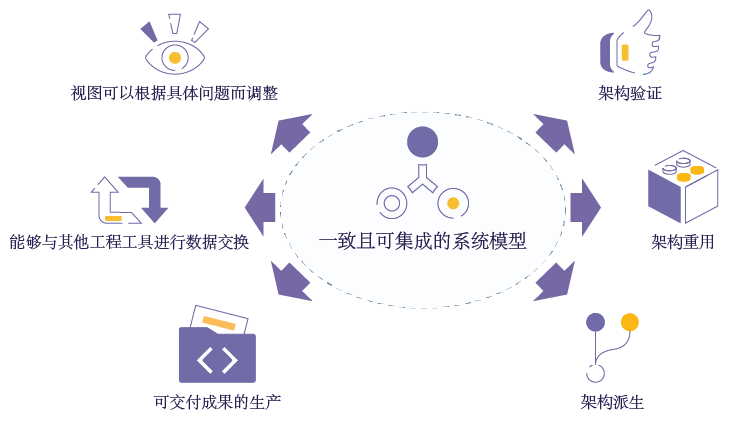 视图可以根据具体问题而调整
架构验证
能够与其他工程工具进行数据交换
一致且可集成的系统模型
架构重用
可交付成果的生产
架构派生